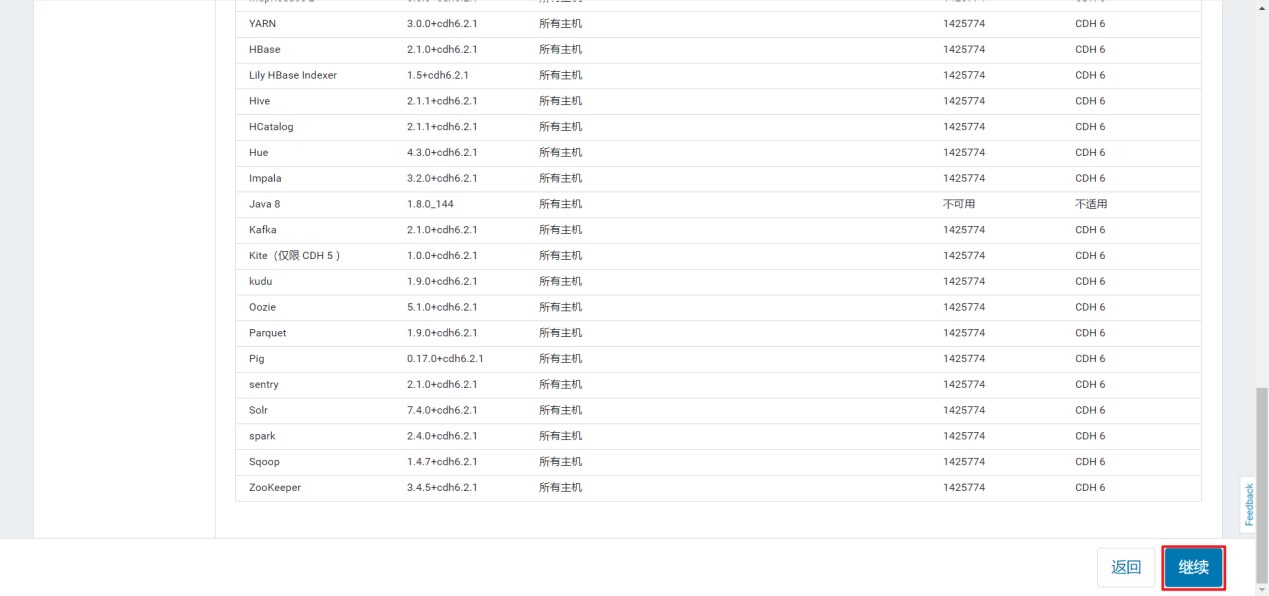 YARN 3.0.0+cdh6.2.1 所有主机 1425774 CDH 6
HBase 2.1.0+cdh6.2.1 所有主机 1425774 CDH 6
Lily HBase Indexer 1.5+cdh6.2.1 所有主机 1425774 CDH 6
Hive 2.1.1+cdh6.2.1 所有主机 1425774 CDH 6
HCatalog 2.1.1+cdh6.2.1 所有主机 1425774 CDH 6
Hue 4.3.0+cdh6.2.1 所有主机 1425774 CDH 6
Impala 3.2.0+cdh6.2.1 所有主机 1425774 CDH 6
Java 8 1.8.0_144 所有主机 不可用 不适用
Kafka 2.1.0+cdh6.2.1 所有主机 1425774 CDH 6
Kite（仅限 CDH 5 ） 1.0.0+cdh6.2.1 所有主机 1425774 CDH 6
kudu 1.9.0+cdh6.2.1 所有主机 1425774 CDH 6
Oozie 5.1.0+cdh6.2.1 所有主机 1425774 CDH 6
Parquet 1.9.0+cdh6.2.1 所有主机 1425774 CDH 6
Pig 0.17.0+cdh6.2.1 所有主机 1425774 CDH 6
sentry 2.1.0+cdh6.2.1 所有主机 1425774 CDH 6
Solr 7.4.0+cdh6.2.1 所有主机 1425774 CDH 6
spark 2.4.0+cdh6.2.1 所有主机 1425774 CDH 6
Sqoop 1.4.7+cdh6.2.1 所有主机 1425774 CDH 6
ZooKeeper 3.4.5+cdh6.2.1 所有主机 1425774 CDH 6
Feedback
返回 继续